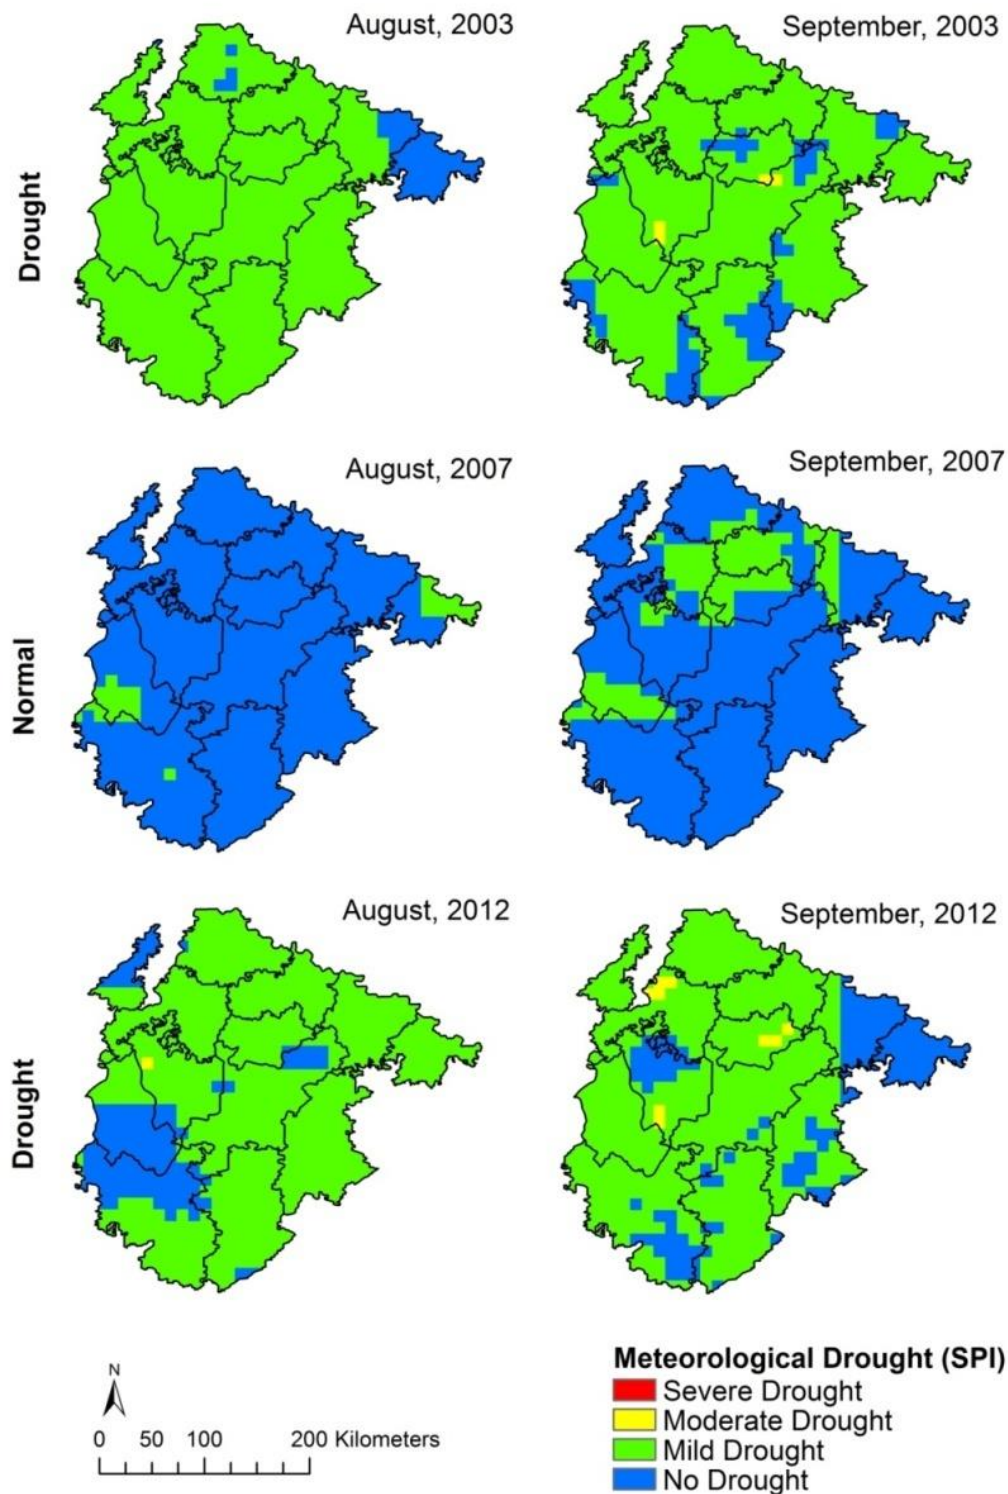 August, 2003
September, 2003
Drought
August, 2007
September, 2007
Normal
August, 2012
September, 2012
Drought
N
0 50 100 200 Kilometers
Meteorological Drought (SPI)
Severe Drought
Moderate Drought
Mild Drought
No Drought